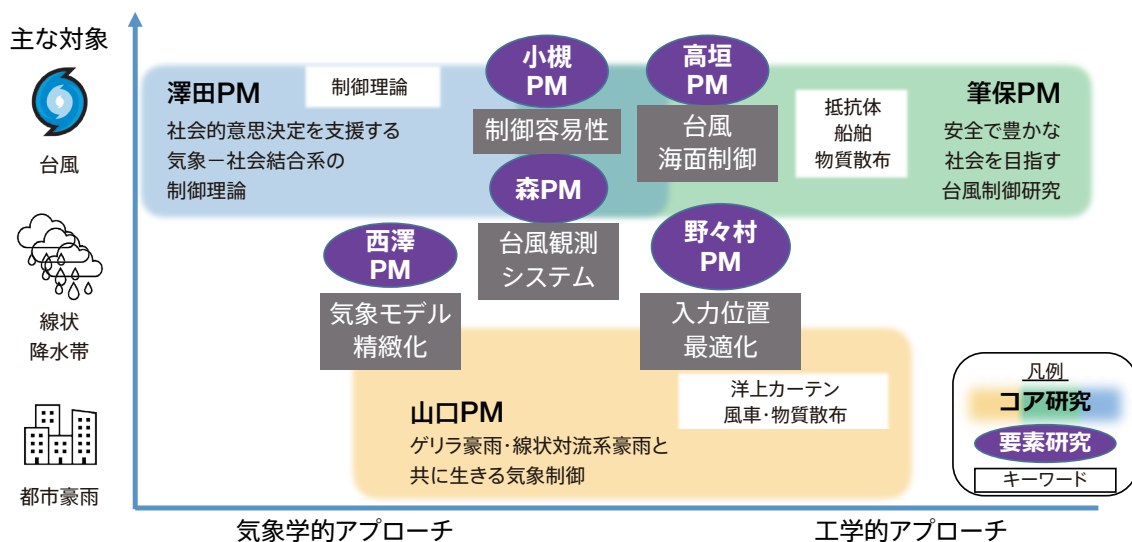 主な対象
台風
線状
降水帯
都市豪雨
澤田PM
社会的意思決定を支援する
気象－社会結合系の
制御理論
制御理論
小槻
PM
制御容易性
森PM
台風観測
システム
高垣
PM
台風
海面制御
抵抗体
船舶
物質散布
筆保PM
安全で豊かな
社会を目指す
台風制御研究
西澤
PM
気象モデル
精緻化
野々村
PM
入力位置
最適化
山口PM
ゲリラ豪雨・線状対流系豪雨と
共に生きる気象制御
洋上カーテン
風車・物質散布
凡例
コア研究
要素研究
キーワード
気象学的アプローチ
工学的アプローチ